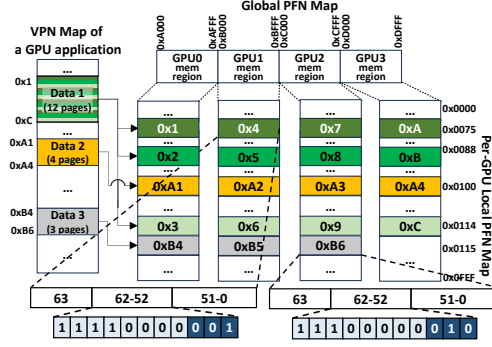 Global PFN Map
VPN Map of
a GPU application
0xA000
0xAFFF
0xB000
0xBFFF
0xC000
0xCFFF
0xD000
0xDFFF
GPU0
mem
region
GPU1
mem
region
GPU2
mem
region
GPU3
...
0x1
Data 1
(12 pages)
0xC
...
0xA1
Data 2
(4 pages)
0xA4
...
0xB4
Data 3
0xB6
(3 pages)
...
... ... ... ... 0x0000
0x1 0x4 0x7 0xA 0x0075
0x2 0x5 0x8 0xB 0x0088
... ... ... ...
0xA1 0xA2 0xA3 0xA4 0x0100
... ... ... ...
0x3 0x6 0x9 0xC 0x0114
0xB4 0xB5 0xB6 0x0115
... ... ... ... 0x0FEF
Per-GPU Local PFN Map
63 62-52 51-0
63 62-52 51-0
1 1 1 1 0 0 0 0 0 0 0 1
1 1 1 1 0 0 0 0 0 0 1 0